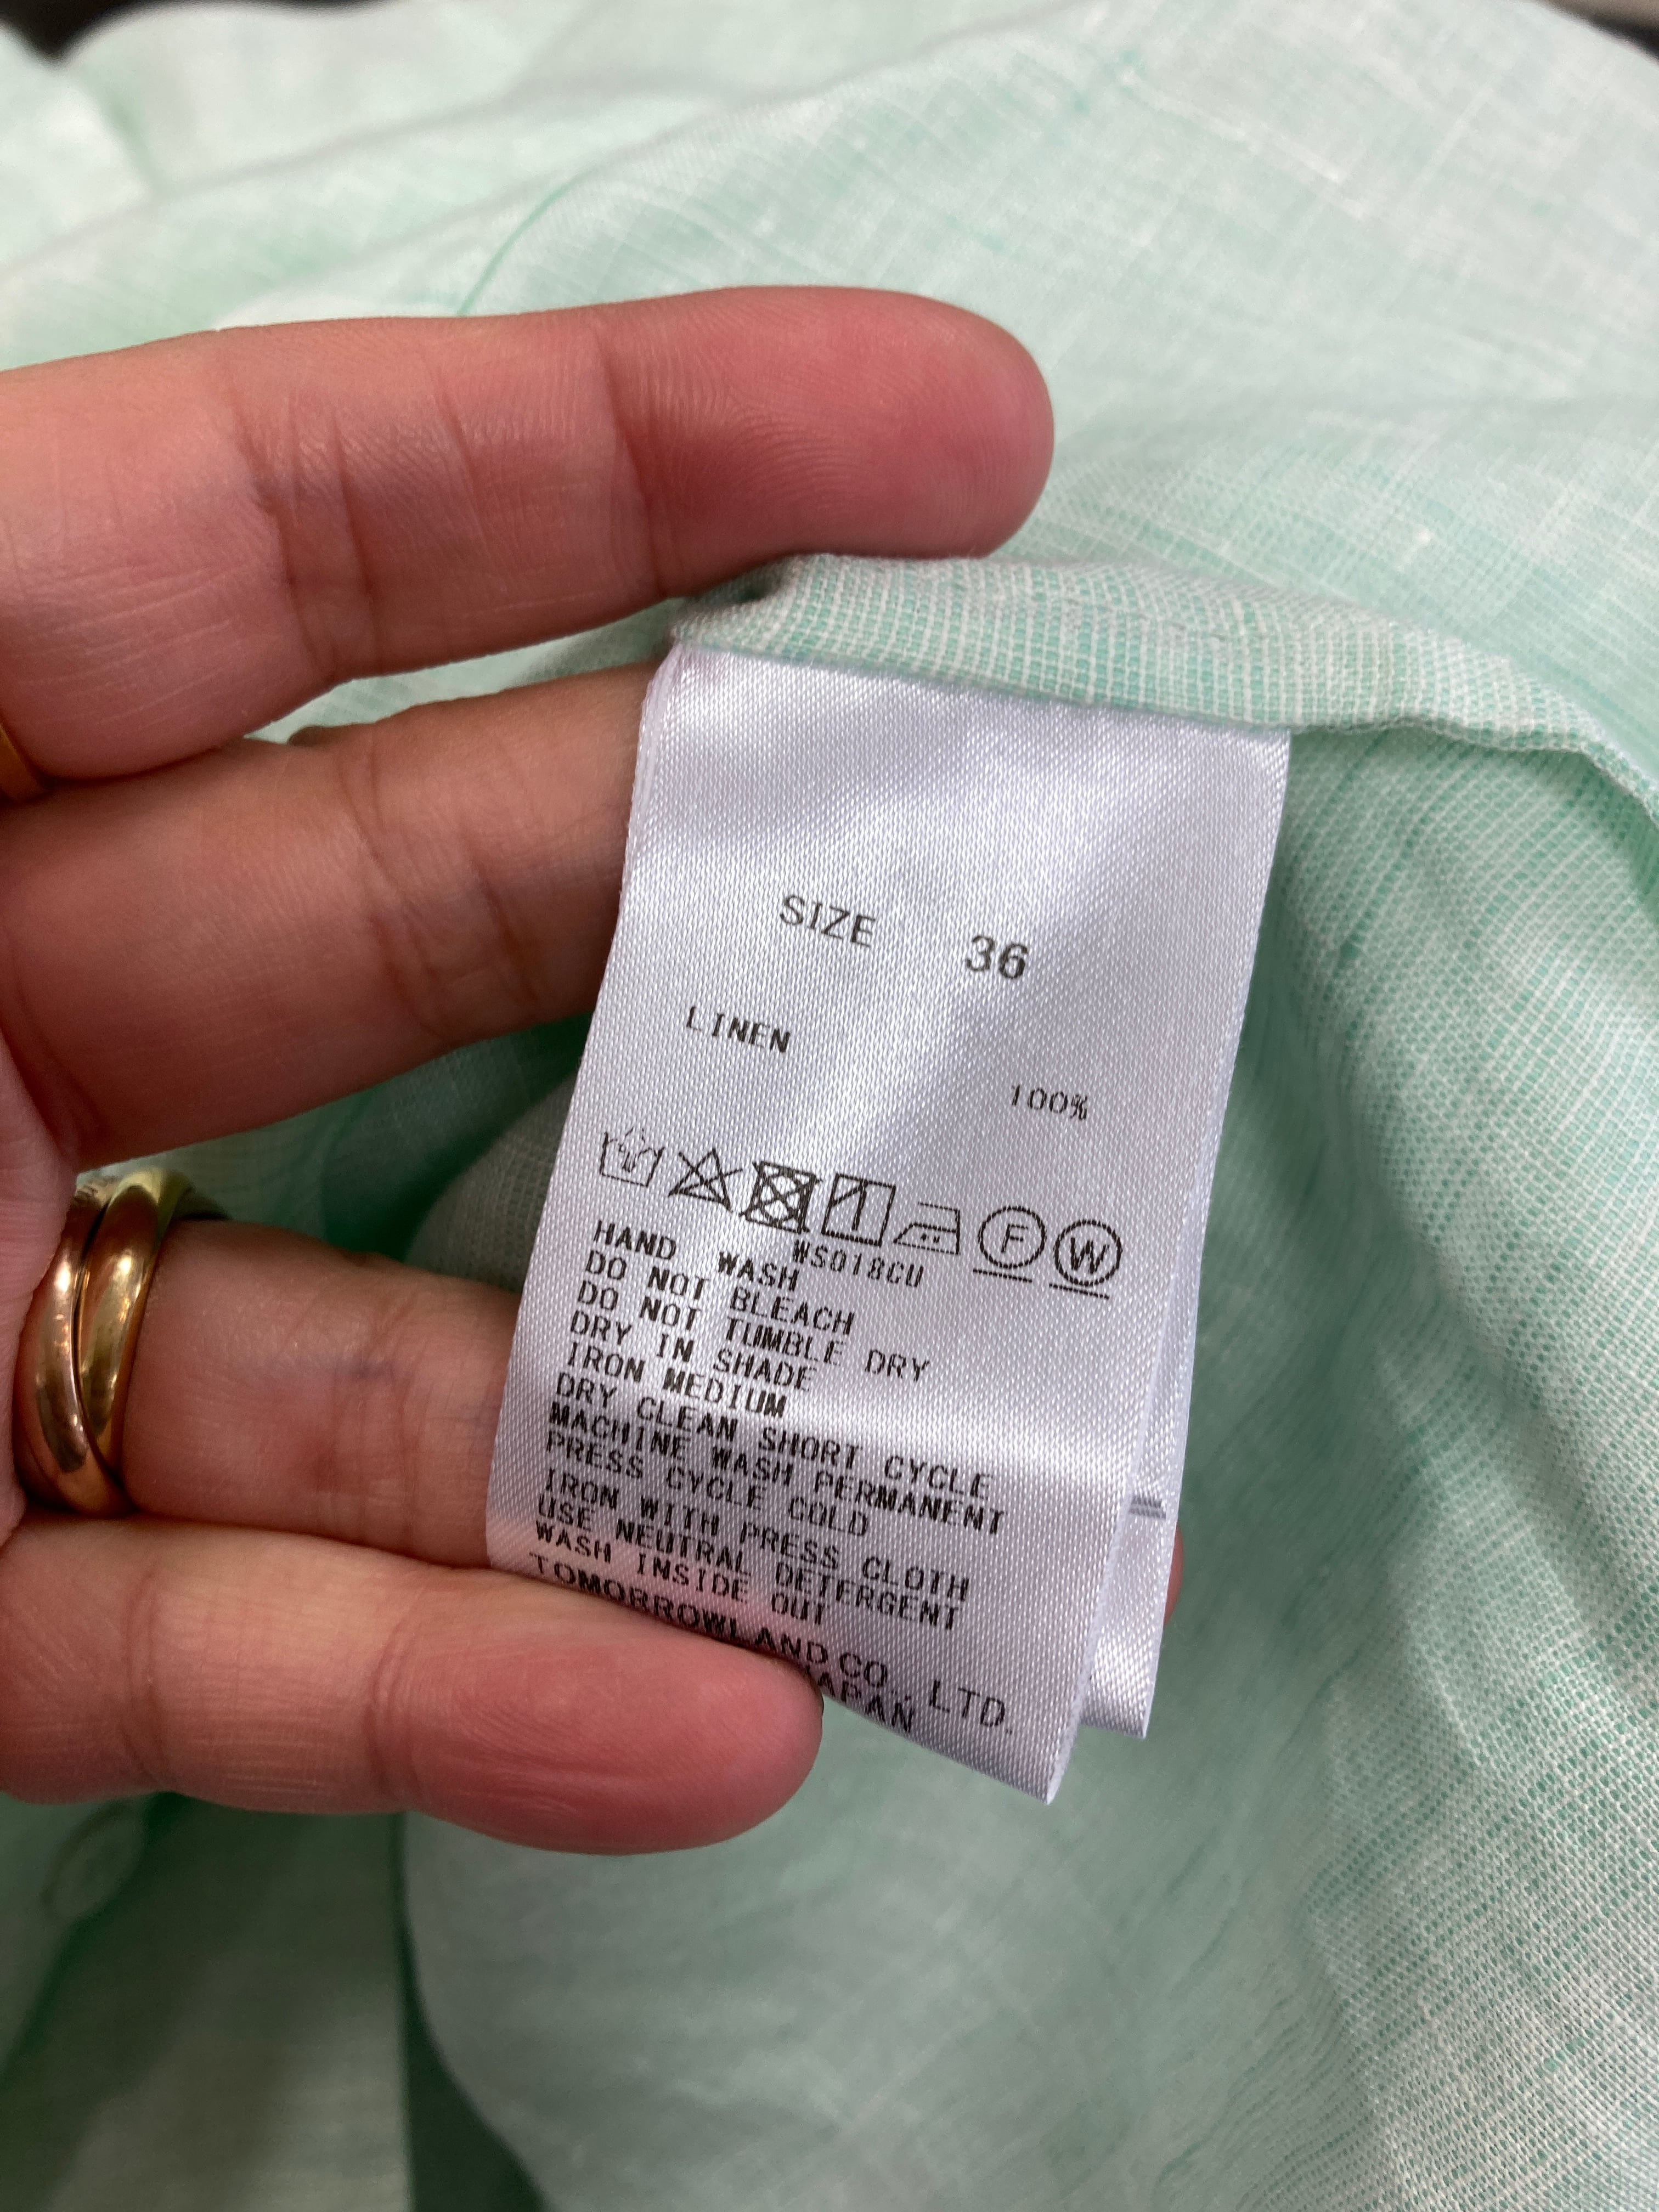 SIZE 36
LINEN
100%
F W
WS018CU
HAND WASH
DO NOT BLEACH
DO NOT TUMBLE DRY
DRY IN SHADE
IRON MEDIUM
DRY CLEAN SHORT CYCLE
MACHINE WASH PERMANENT
PRESS CYCLE COLD
IRON WITH PRESS CLOTH
USE NEUTRAL DETERGENT
WASH INSIDE OUT
TOMORROWLAND CO., LTD.
JAPAN